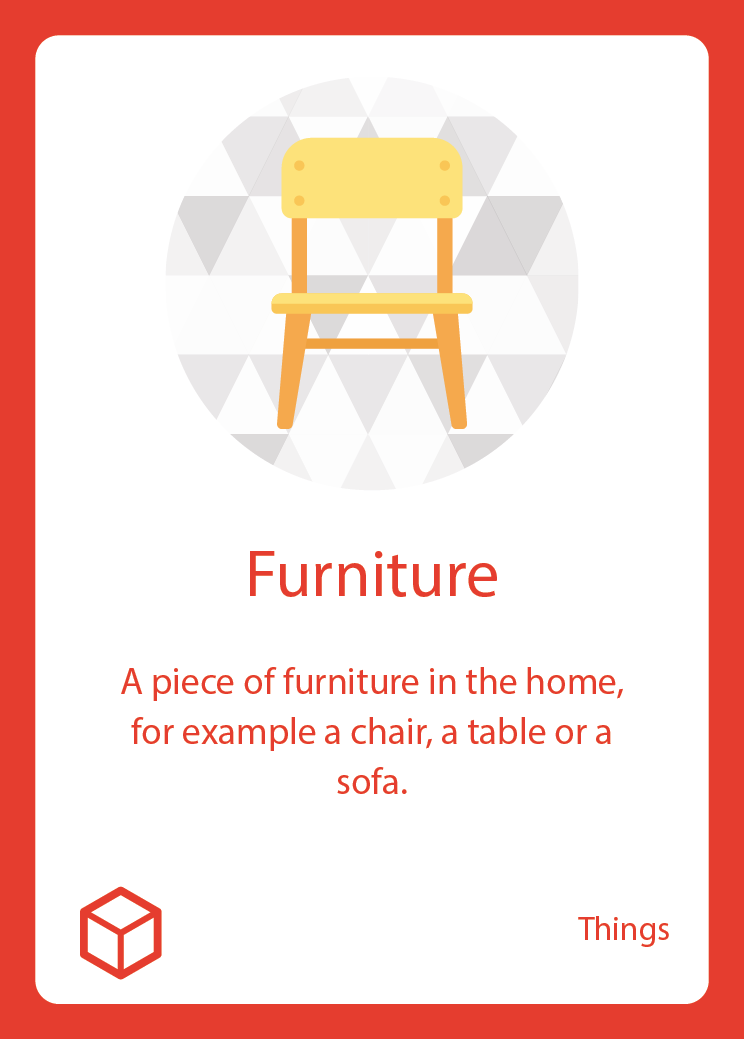 Furniture
A piece of furniture in the home,
for example a chair, a table or a
sofa.
Things